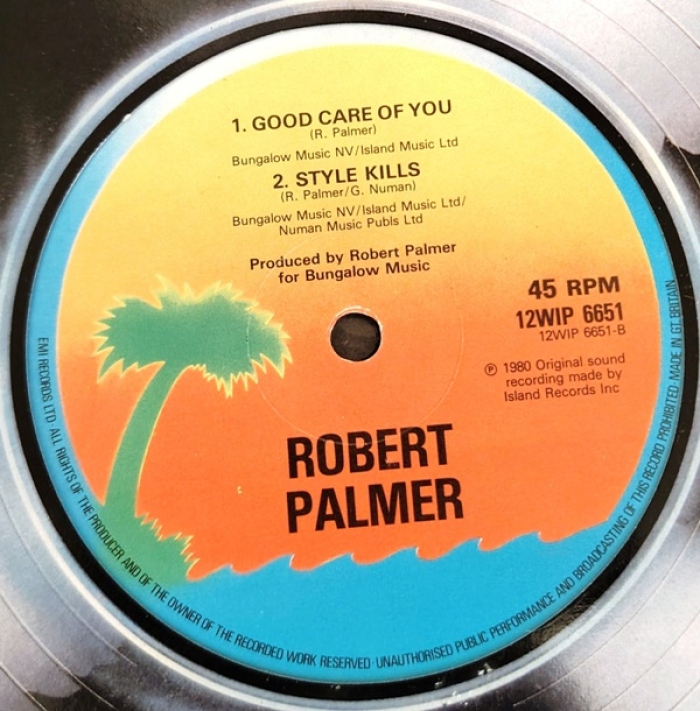 1. GOOD CARE OF YOU
(R. Palmer)
Bungalow Music NV/Island Music Ltd
2. STYLE KILLS
(R. Palmer/G. Numan)
Bungalow Music NV/Island Music Ltd/
Numan Music Publs Ltd
Produced by Robert Palmer
for Bungalow Music
45 RPM
12WIP 6651
12WIP 6651-B
℗ 1980 Original sound
recording made by
Island Records Inc
ROBERT
PALMER
EMI RECORDS LTD ALL RIGHTS OF THE PRODUCER AND OF THE OWNER OF THE RECORDED WORK RESERVED · UNAUTHORISED PUBLIC PERFORMANCE AND BROADCASTING OF THIS RECORD PROHIBITED MADE IN GT. BRITAIN